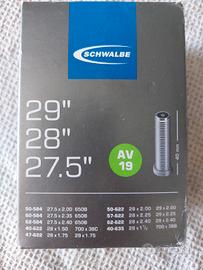 SCHWALBE
29"
28"
27.5"
AV
19
40 mm
50-584 27.5 x 2.00 650B
57-584 27.5 x 2.25 650B
62-584 27.5 x 2.40 650B
40-622 28 x 1.50 700 x 38C
47-622 28 x 1.75 29 x 1.75
50-622 28 x 2.00 29 x 2.00
57-622 28 x 2.25 29 x 2.25
62-622 28 x 2.40 29 x 2.40
40-635 28 x 1½ 700 x 38B